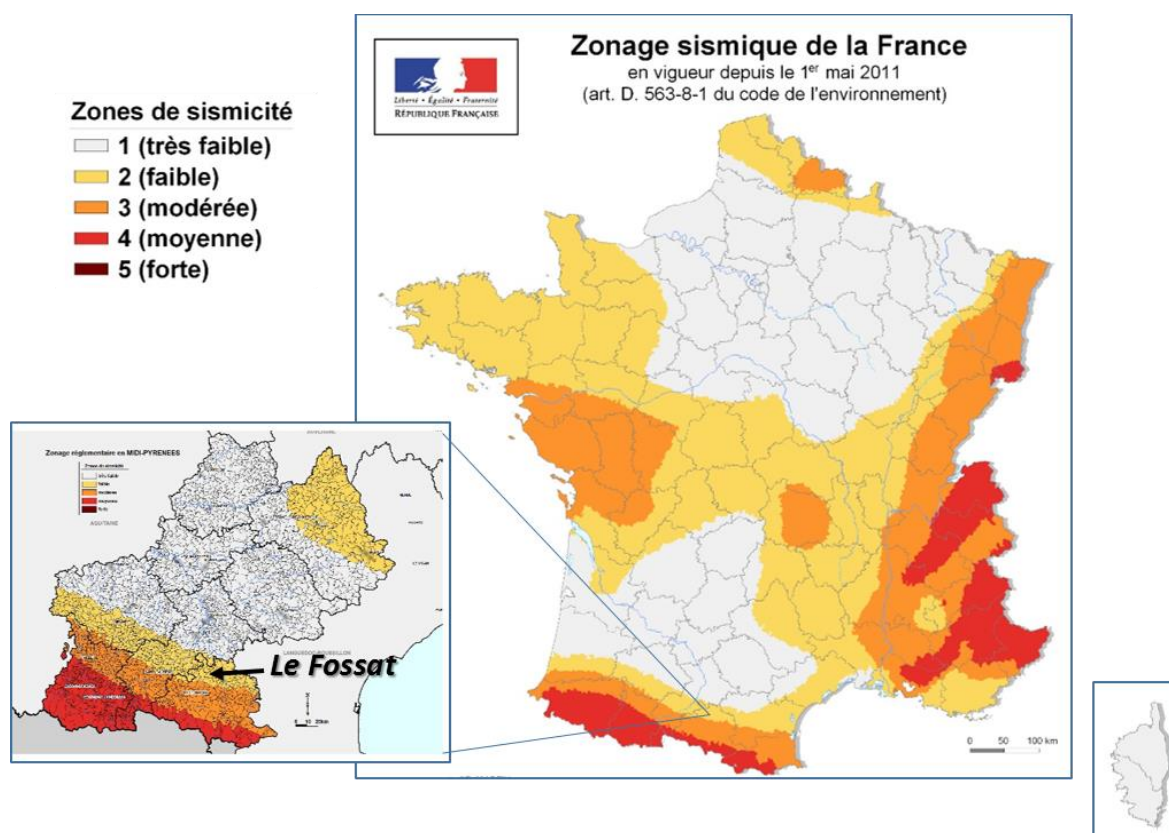 Zonage sismique de la France
en vigueur depuis le 1er mai 2011
(art. D. 563-8-1 du code de l'environnement)
Liberté • Égalité • Fraternité
RÉPUBLIQUE FRANÇAISE
Zones de sismicité
1 (très faible)
2 (faible)
3 (modérée)
4 (moyenne)
5 (forte)
Zonage réglementaire en MIDI-PYRENEES
Le Fossat
0 50 100 km